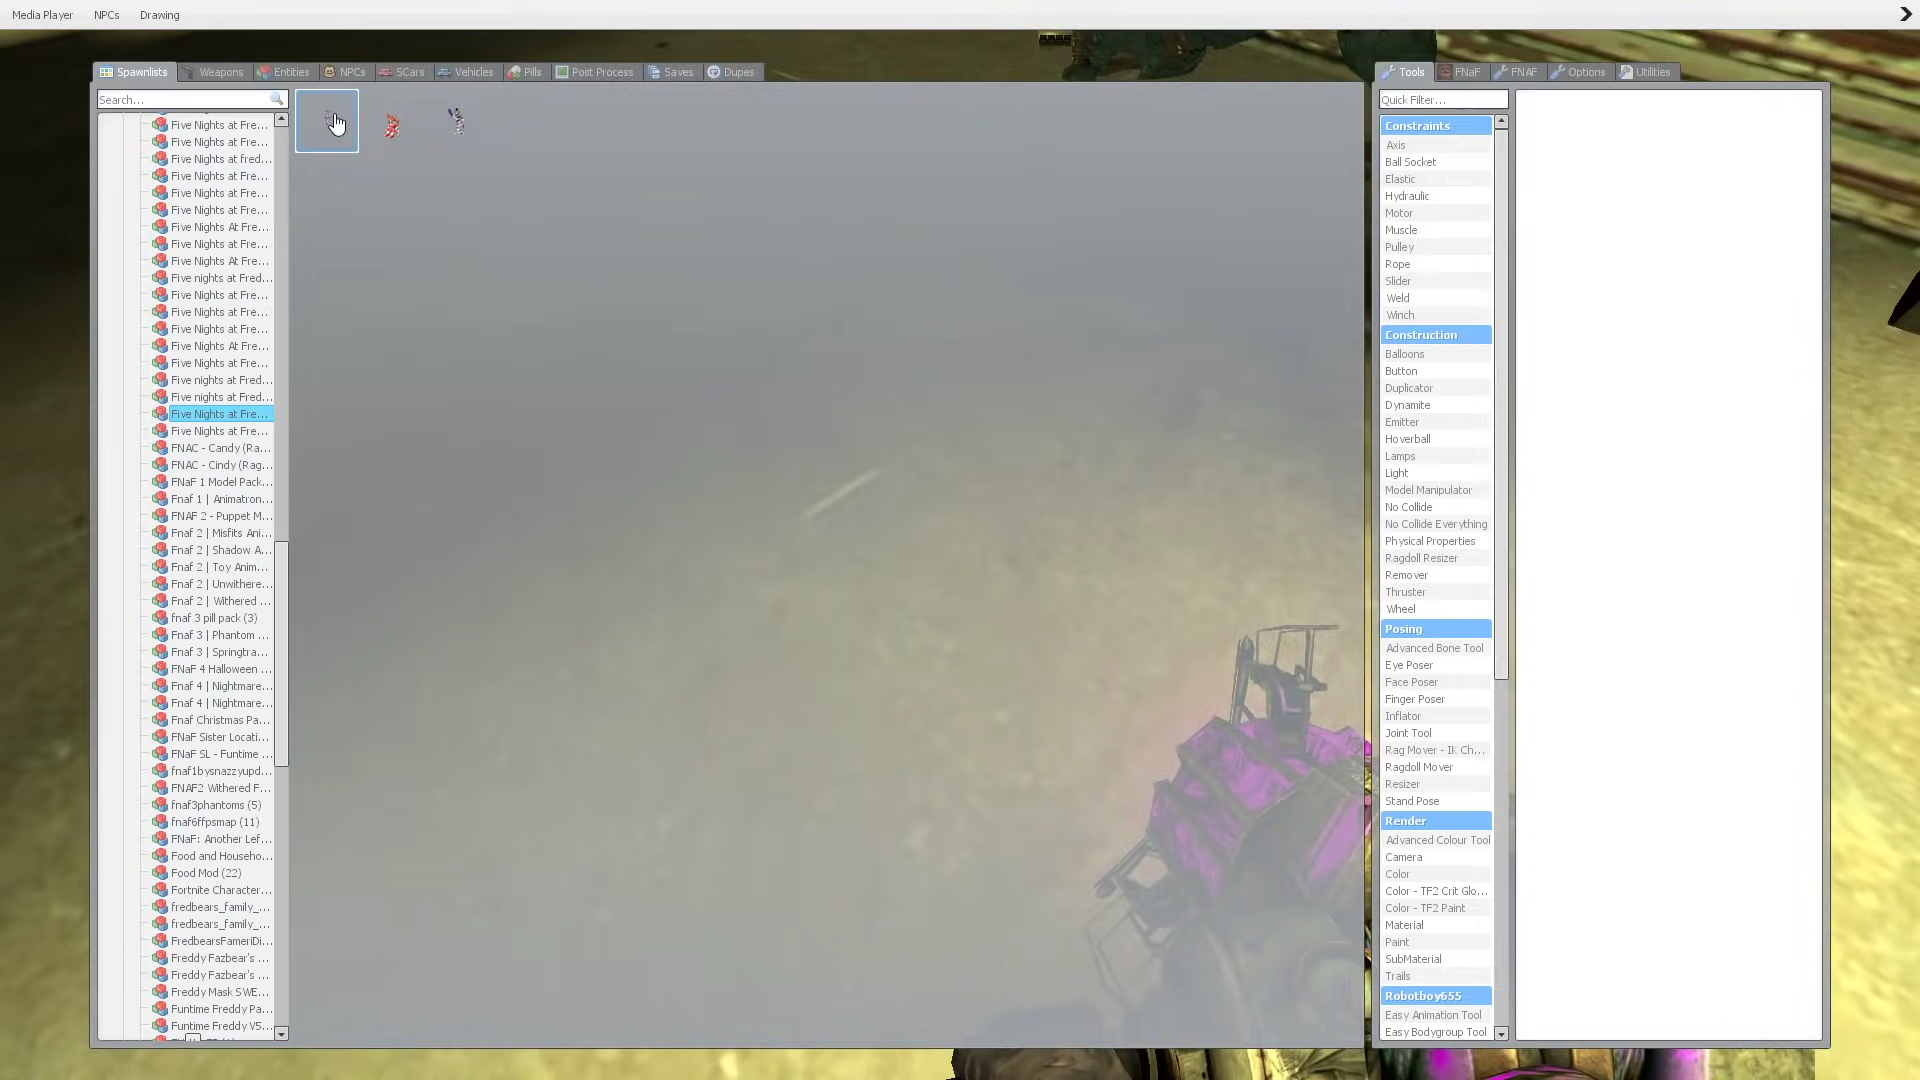 Media Player NPCs Drawing
Spawnlists Weapons Entities NPCs SCars Vehicles Pills Post Process Saves Dupes
Search...
Five Nights at Fre...
Five Nights at Fre...
Five Nights at fred...
Five Nights at Fre...
Five Nights at Fre...
Five Nights at Fre...
Five Nights At Fre...
Five Nights at Fre...
Five Nights At Fre...
Five nights at Fred...
Five Nights at Fre...
Five Nights at Fre...
Five Nights at Fre...
Five Nights At Fre...
Five Nights at Fre...
Five nights at Fred...
Five nights at Fred...
Five Nights at Fre...
Five Nights at Fre...
FNAC - Candy (Ra...
FNAC - Cindy (Rag...
FNaF 1 Model Pack...
Fnaf 1 | Animatron...
FNAF 2 - Puppet M...
Fnaf 2 | Misfits Ani...
Fnaf 2 | Shadow A...
Fnaf 2 | Toy Anim...
Fnaf 2 | Unwithere...
Fnaf 2 | Withered ...
fnaf 3 pill pack (3)
Fnaf 3 | Phantom ...
Fnaf 3 | Springtra...
FNaF 4 Halloween ...
Fnaf 4 | Nightmare...
Fnaf 4 | Nightmare...
Fnaf Christmas Pa...
FNaF Sister Locati...
FNaF SL - Funtime ...
fnaf1bysnazzyupd...
FNAF2 Withered F...
fnaf3phantoms (5)
fnaf6ffpsmap (11)
FNaF: Another Lef...
Food and Househo...
Food Mod (22)
Fortnite Character...
fredbears_family_...
fredbears_family_...
FredbearsFameriDi...
Freddy Fazbear's ...
Freddy Fazbear's ...
Freddy Mask SWE...
Funtime Freddy Pa...
Funtime Freddy V5...
Tools FNaF FNAF Options Utilities
Quick Filter...
Constraints
Axis
Ball Socket
Elastic
Hydraulic
Motor
Muscle
Pulley
Rope
Slider
Weld
Winch
Construction
Balloons
Button
Duplicator
Dynamite
Emitter
Hoverball
Lamps
Light
Model Manipulator
No Collide
No Collide Everything
Physical Properties
Ragdoll Resizer
Remover
Thruster
Wheel
Posing
Advanced Bone Tool
Eye Poser
Face Poser
Finger Poser
Inflator
Joint Tool
Rag Mover - Ik Ch...
Ragdoll Mover
Resizer
Stand Pose
Render
Advanced Colour Tool
Camera
Color
Color - TF2 Crit Glo...
Color - TF2 Paint
Material
Paint
SubMaterial
Trails
Robotboy655
Easy Animation Tool
Easy Bodygroup Tool